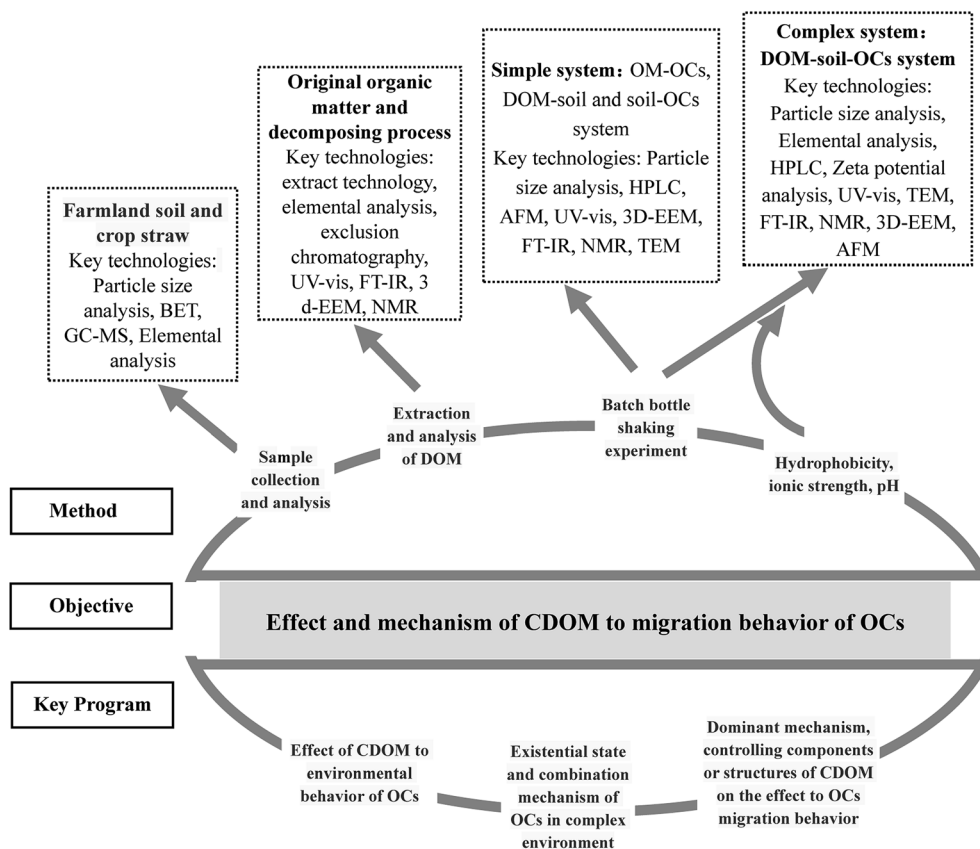 Complex system：
DOM-soil-OCs system
Key technologies:
Particle size analysis,
Elemental analysis,
HPLC, Zeta potential
analysis, UV-vis, TEM,
FT-IR, NMR, 3D-EEM,
AFM
Simple system：OM-OCs,
DOM-soil and soil-OCs
system
Key technologies: Particle
size analysis, HPLC,
AFM, UV-vis, 3D-EEM,
FT-IR, NMR, TEM
Original organic
matter and
decomposing process
Key technologies:
extract technology,
elemental analysis,
exclusion
chromatography,
UV-vis, FT-IR, 3
d-EEM, NMR
Farmland soil and
crop straw
Key technologies:
Particle size
analysis, BET,
GC-MS, Elemental
analysis
Sample
collection
and analysis
Extraction
and analysis
of DOM
Batch bottle
shaking
experiment
Hydrophobicity,
ionic strength, pH
Method
Objective
Effect and mechanism of CDOM to migration behavior of OCs
Key Program
Effect of CDOM to
environmental
behavior of OCs
Existential state
and combination
mechanism of
OCs in complex
environment
Dominant mechanism,
controlling components
or structures of CDOM
on the effect to OCs
migration behavior